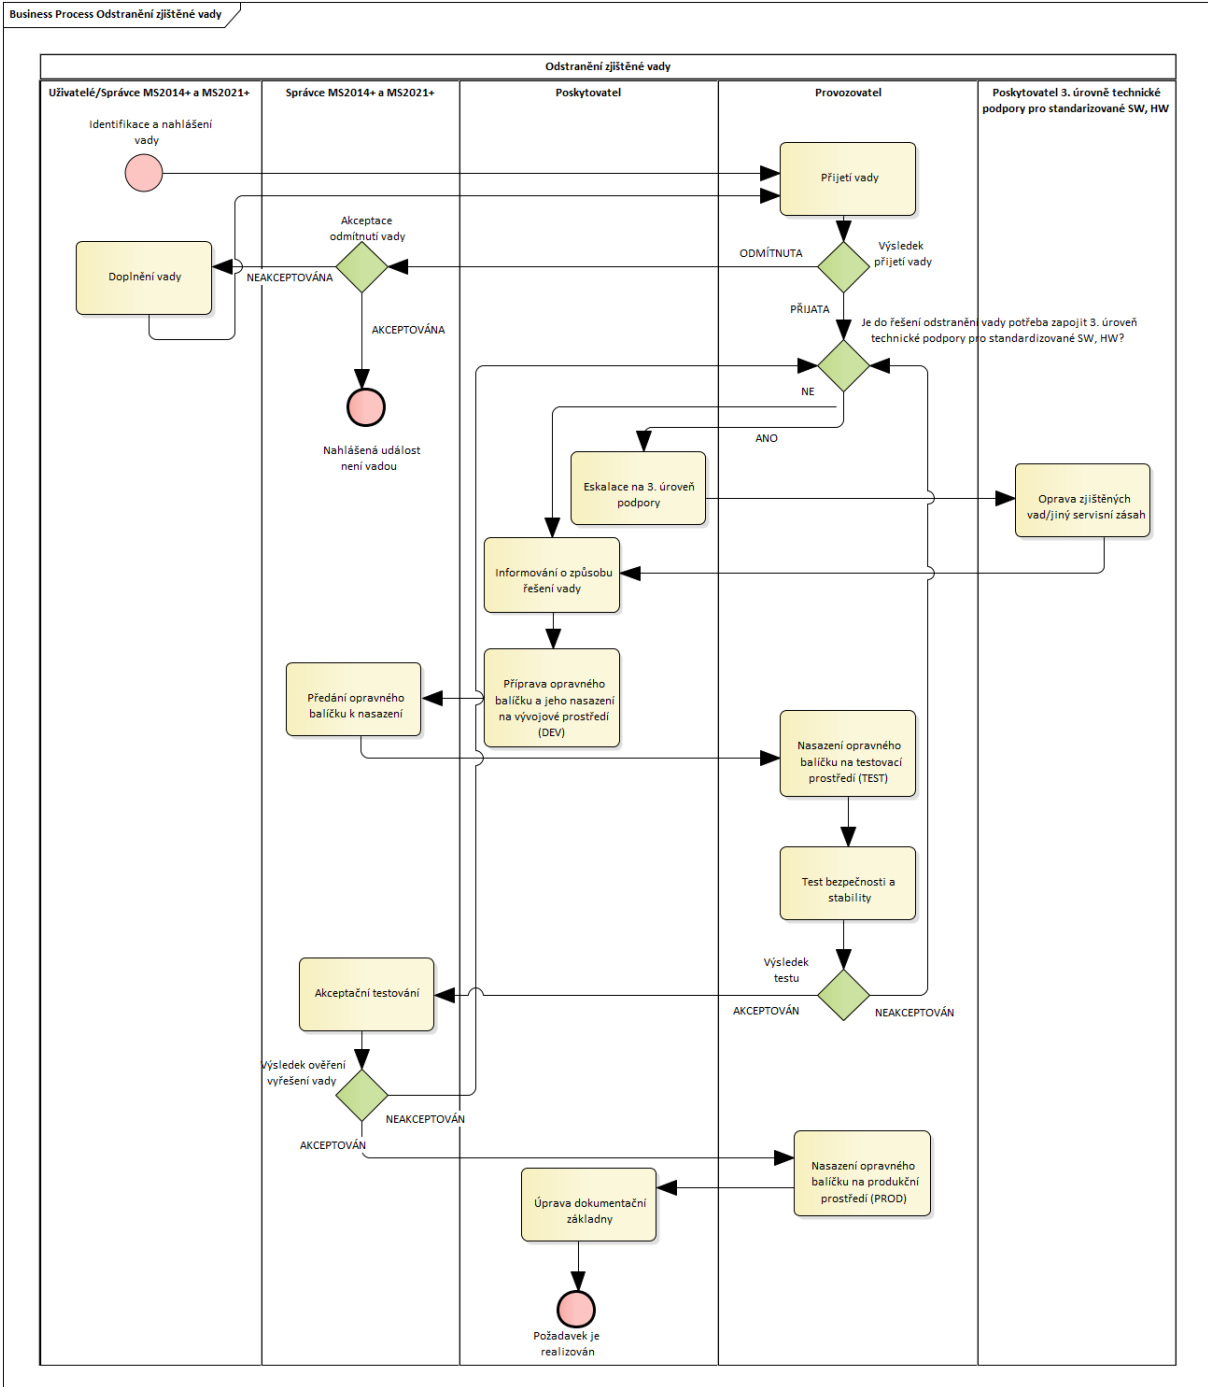 Business Process Odstranění zjištěné vady
Odstranění zjištěné vady
Uživatelé/Správce MS2014+ a MS2021+
Správce MS2014+ a MS2021+
Poskytovatel
Provozovatel
Poskytovatel 3. úrovně technické
podpory pro standarizované SW, HW
Identifikace a nahlášení
vady
Přijetí vady
Akceptace
odmítnutí vady
Výsledek
přijetí vady
ODMÍTNUTA
Doplnění vady
NEAKCEPTOVÁNA
PŘIJATA
AKCEPTOVÁNA
Je do řešení odstranění vady potřeba zapojit 3. úroveň
technické podpory pro standardizované SW, HW?
NE
ANO
Nahlášená událost
není vadou
Eskalace na 3. úroveň
podpory
Oprava zjištěných
vad/jiný servisní zásah
Informování o způsobu
řešení vady
Předání opravného
balíčku k nasazení
Příprava opravného
balíčku a jeho nasazení
na vývojové prostředí
(DEV)
Nasazení opravného
balíčku na testovací
prostředí (TEST)
Test bezpečnosti a
stability
Výsledek
testu
Akceptační testování
AKCEPTOVÁN
NEAKCEPTOVÁN
Výsledek ověření
vyřešení vady
NEAKCEPTOVÁN
AKCEPTOVÁN
Nasazení opravného
balíčku na produkční
prostředí (PROD)
Úprava dokumentační
základny
Požadavek je
realizován